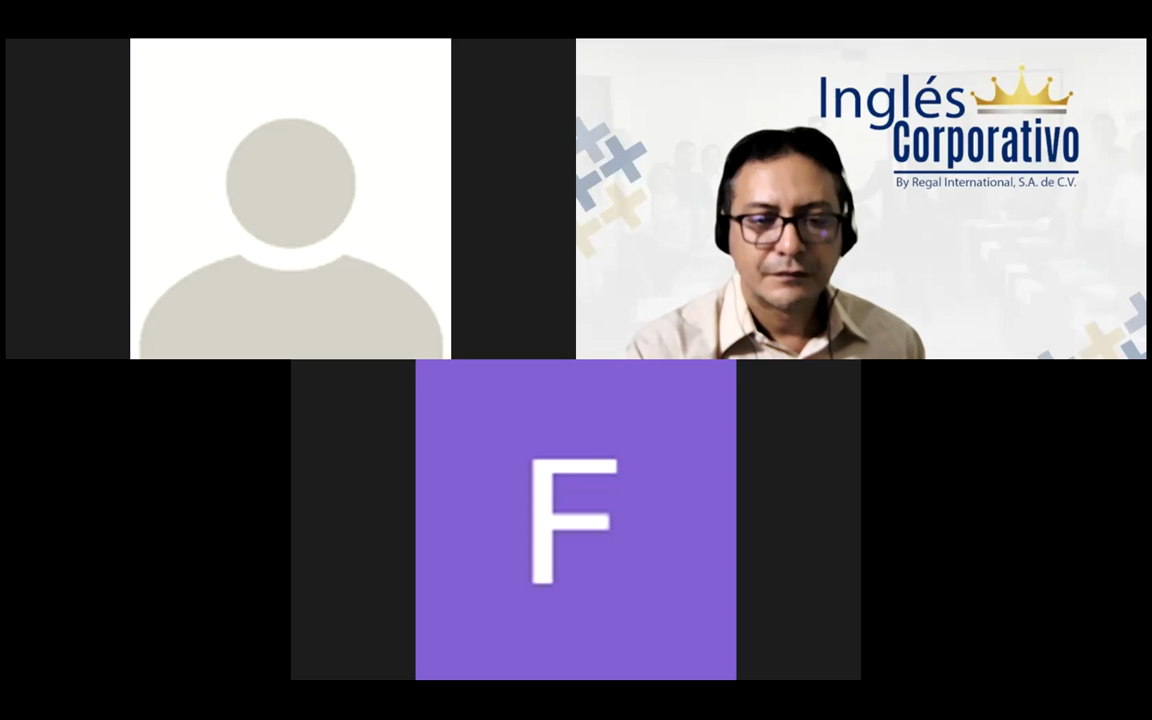 Inglés
Corporativo
By Regal International, S.A. de C.V.
F